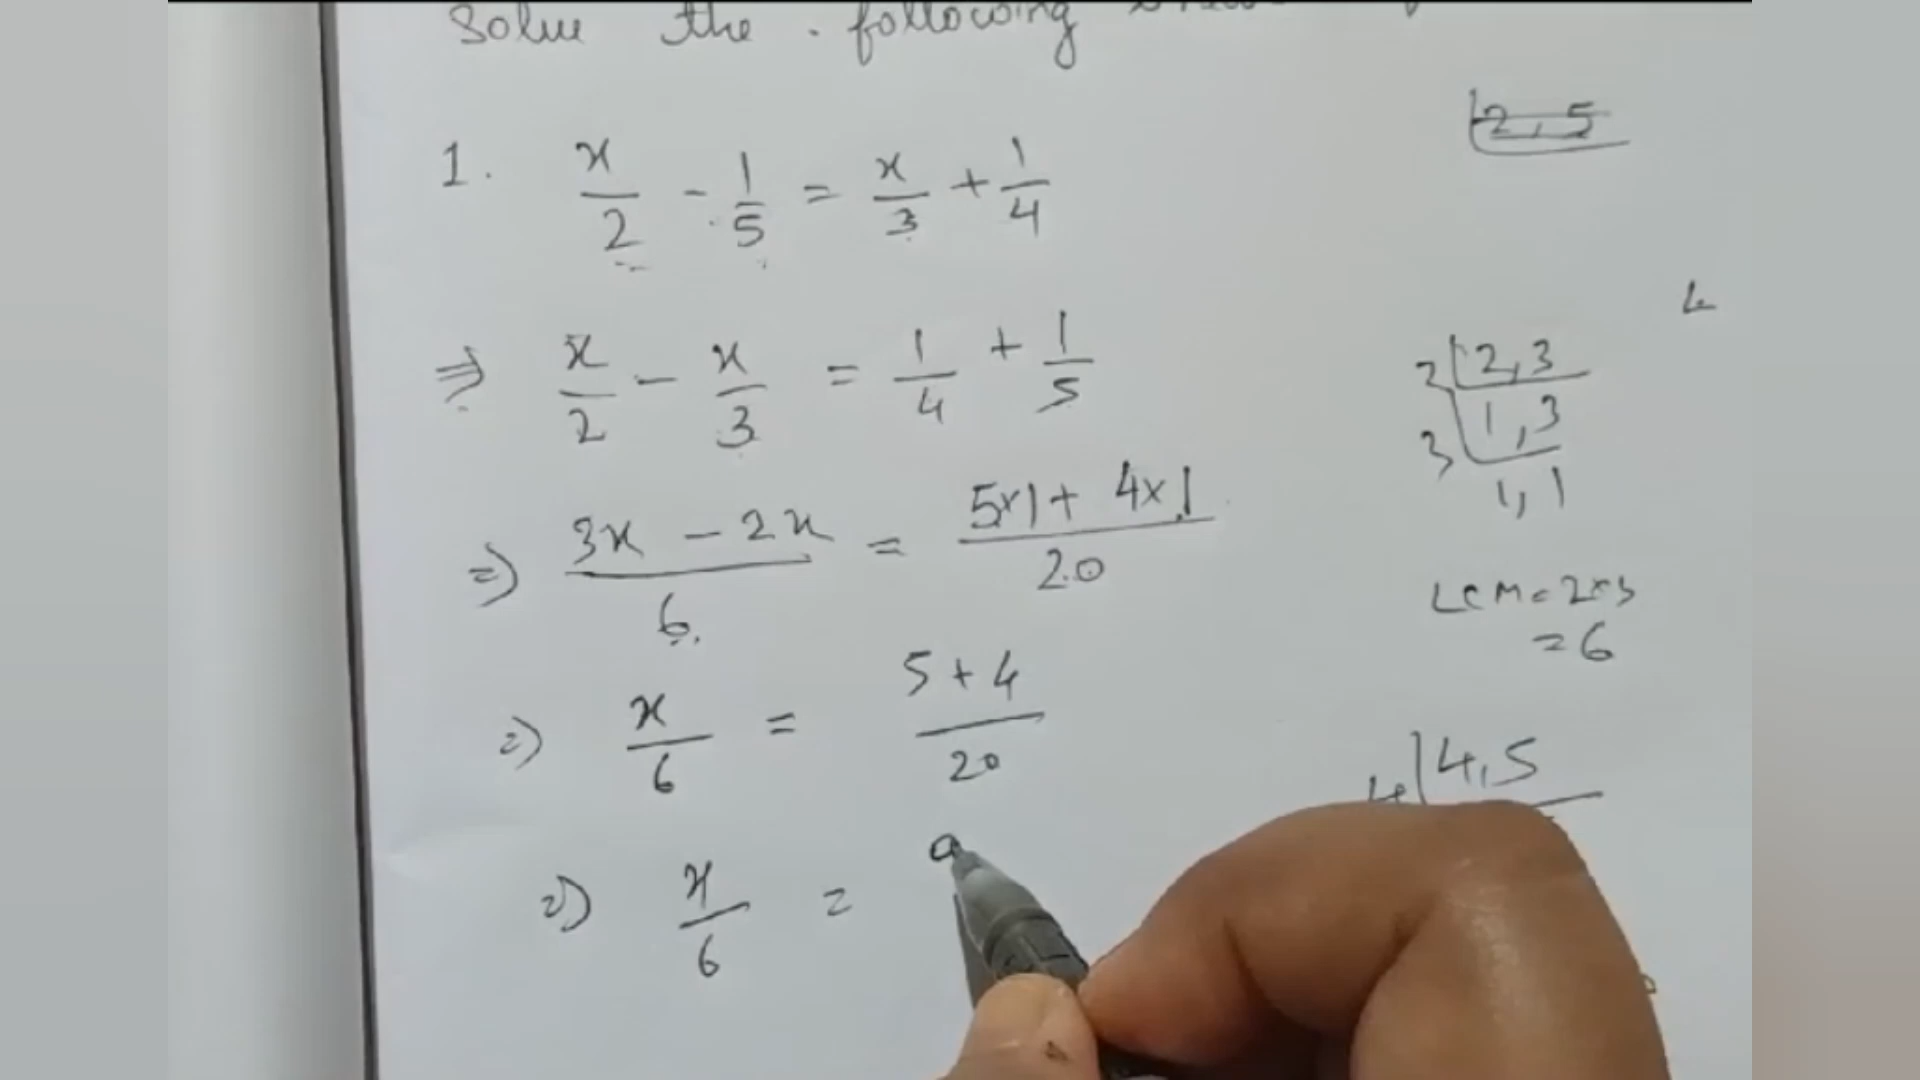 Solve the following
1. x/2 - 1/5 = x/3 + 1/4
⇒ x/2 - x/3 = 1/4 + 1/5
⇒ (3x - 2x)/6 = (5×1 + 4×1)/20
⇒ x/6 = (5 + 4)/20
⇒ x/6 =
2, 5
2 | 2, 3
3 | 1, 3
1, 1
LCM = 2×3
= 6
4 | 4, 5